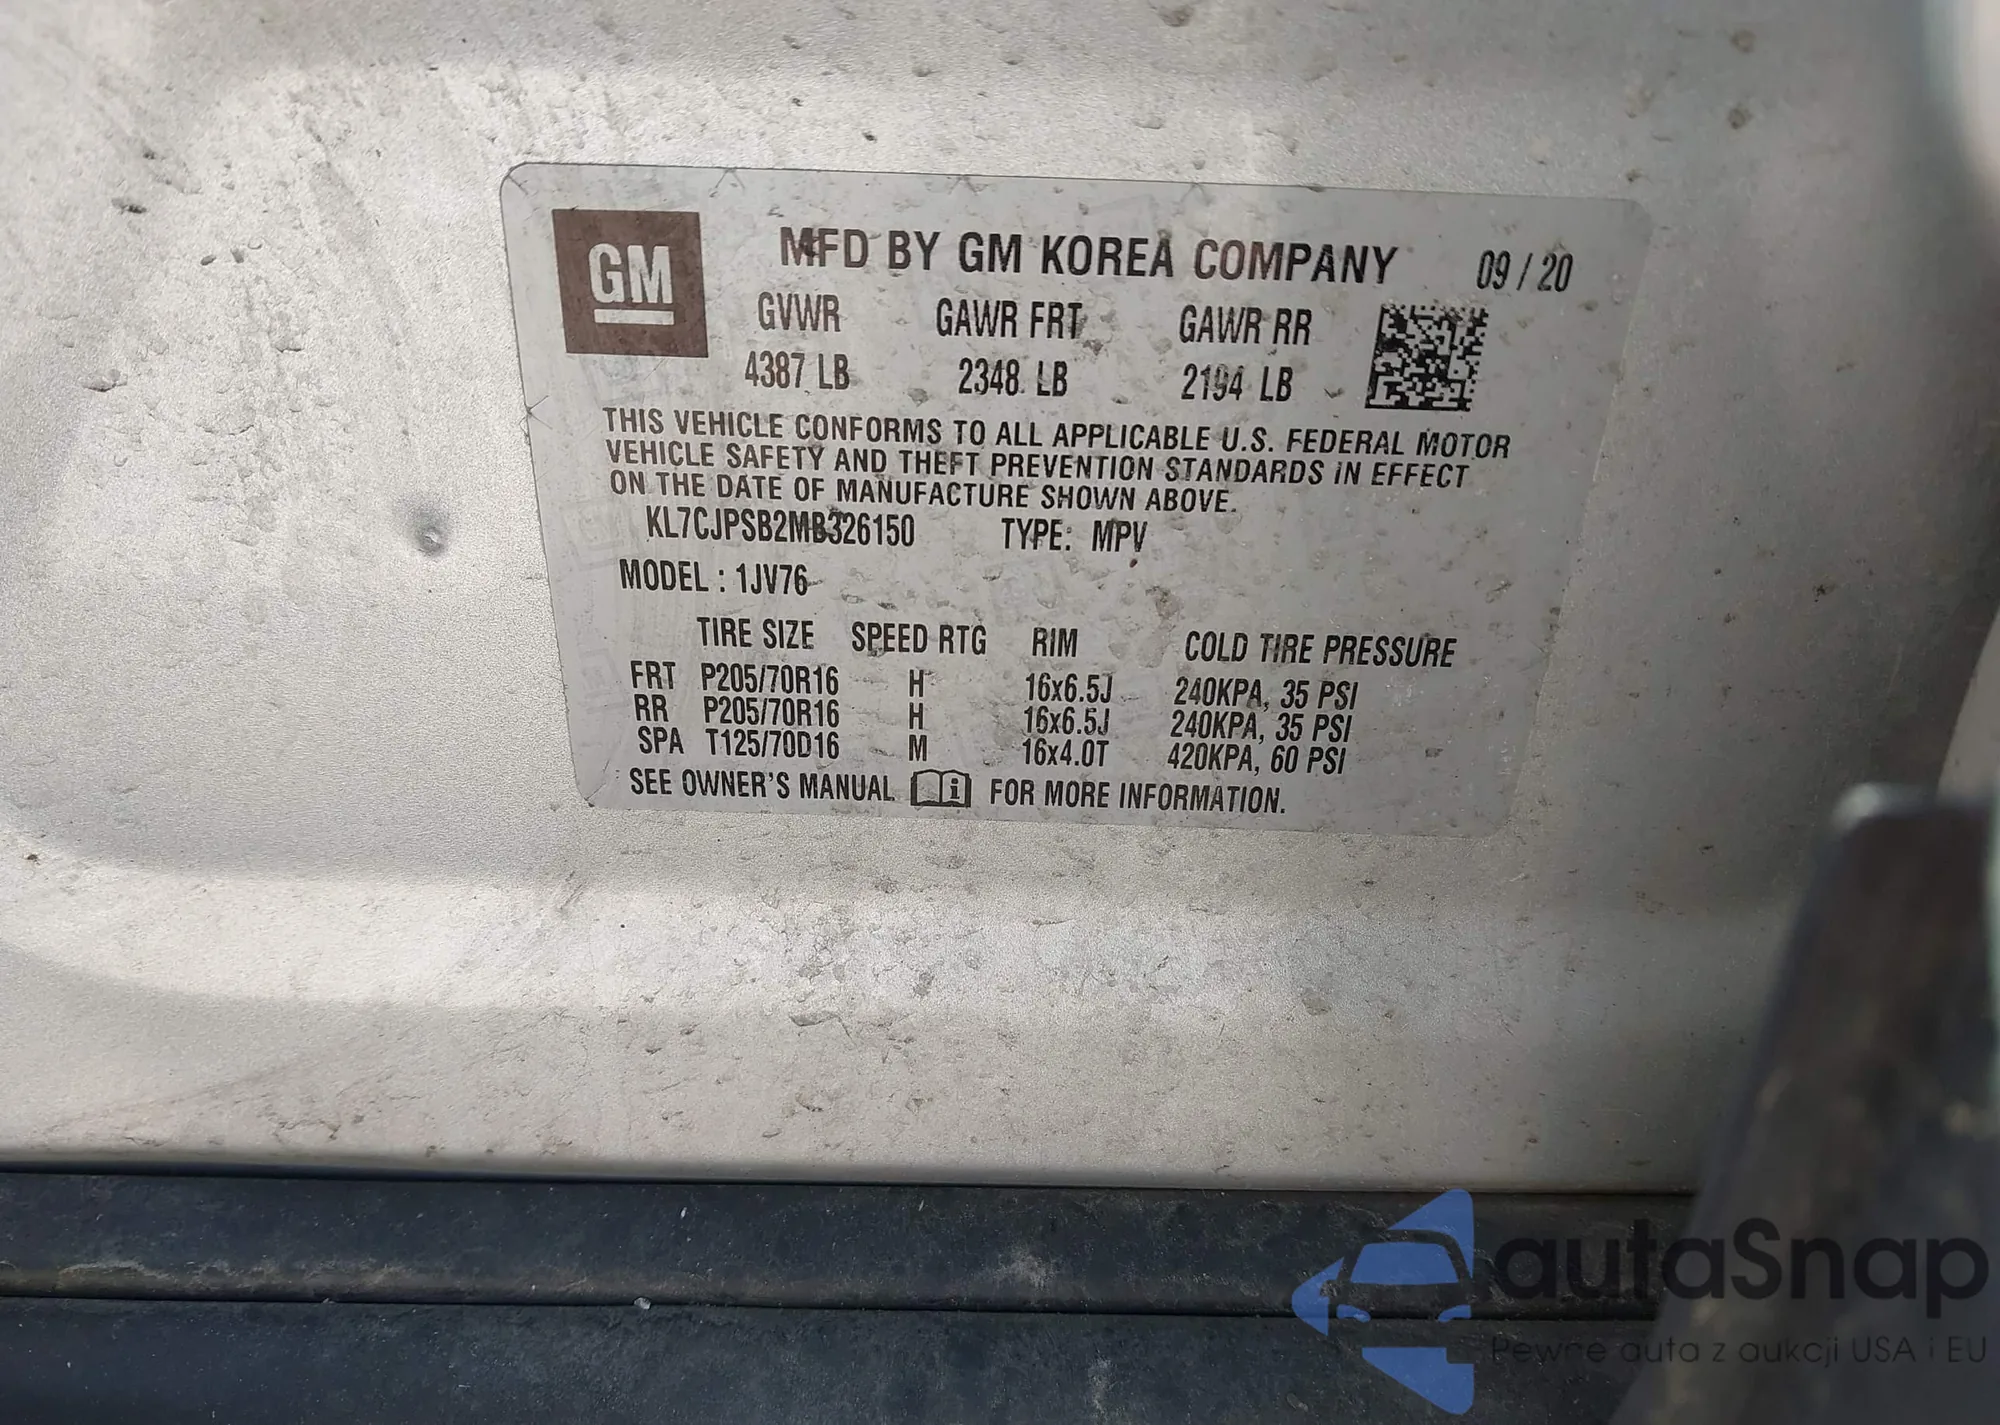 GM
MFD BY GM KOREA COMPANY 09 / 20
GVWR GAWR FRT GAWR RR
4387 LB 2348 LB 2194 LB
THIS VEHICLE CONFORMS TO ALL APPLICABLE U.S. FEDERAL MOTOR
VEHICLE SAFETY AND THEFT PREVENTION STANDARDS IN EFFECT
ON THE DATE OF MANUFACTURE SHOWN ABOVE.
KL7CJPSB2MB326150 TYPE: MPV
MODEL : 1JV76
TIRE SIZE SPEED RTG RIM COLD TIRE PRESSURE
FRT P205/70R16 H 16x6.5J 240KPA, 35 PSI
RR P205/70R16 H 16x6.5J 240KPA, 35 PSI
SPA T125/70D16 M 16x4.0T 420KPA, 60 PSI
SEE OWNER'S MANUAL FOR MORE INFORMATION.
autaSnap
Pewne auta z aukcji USA i EU